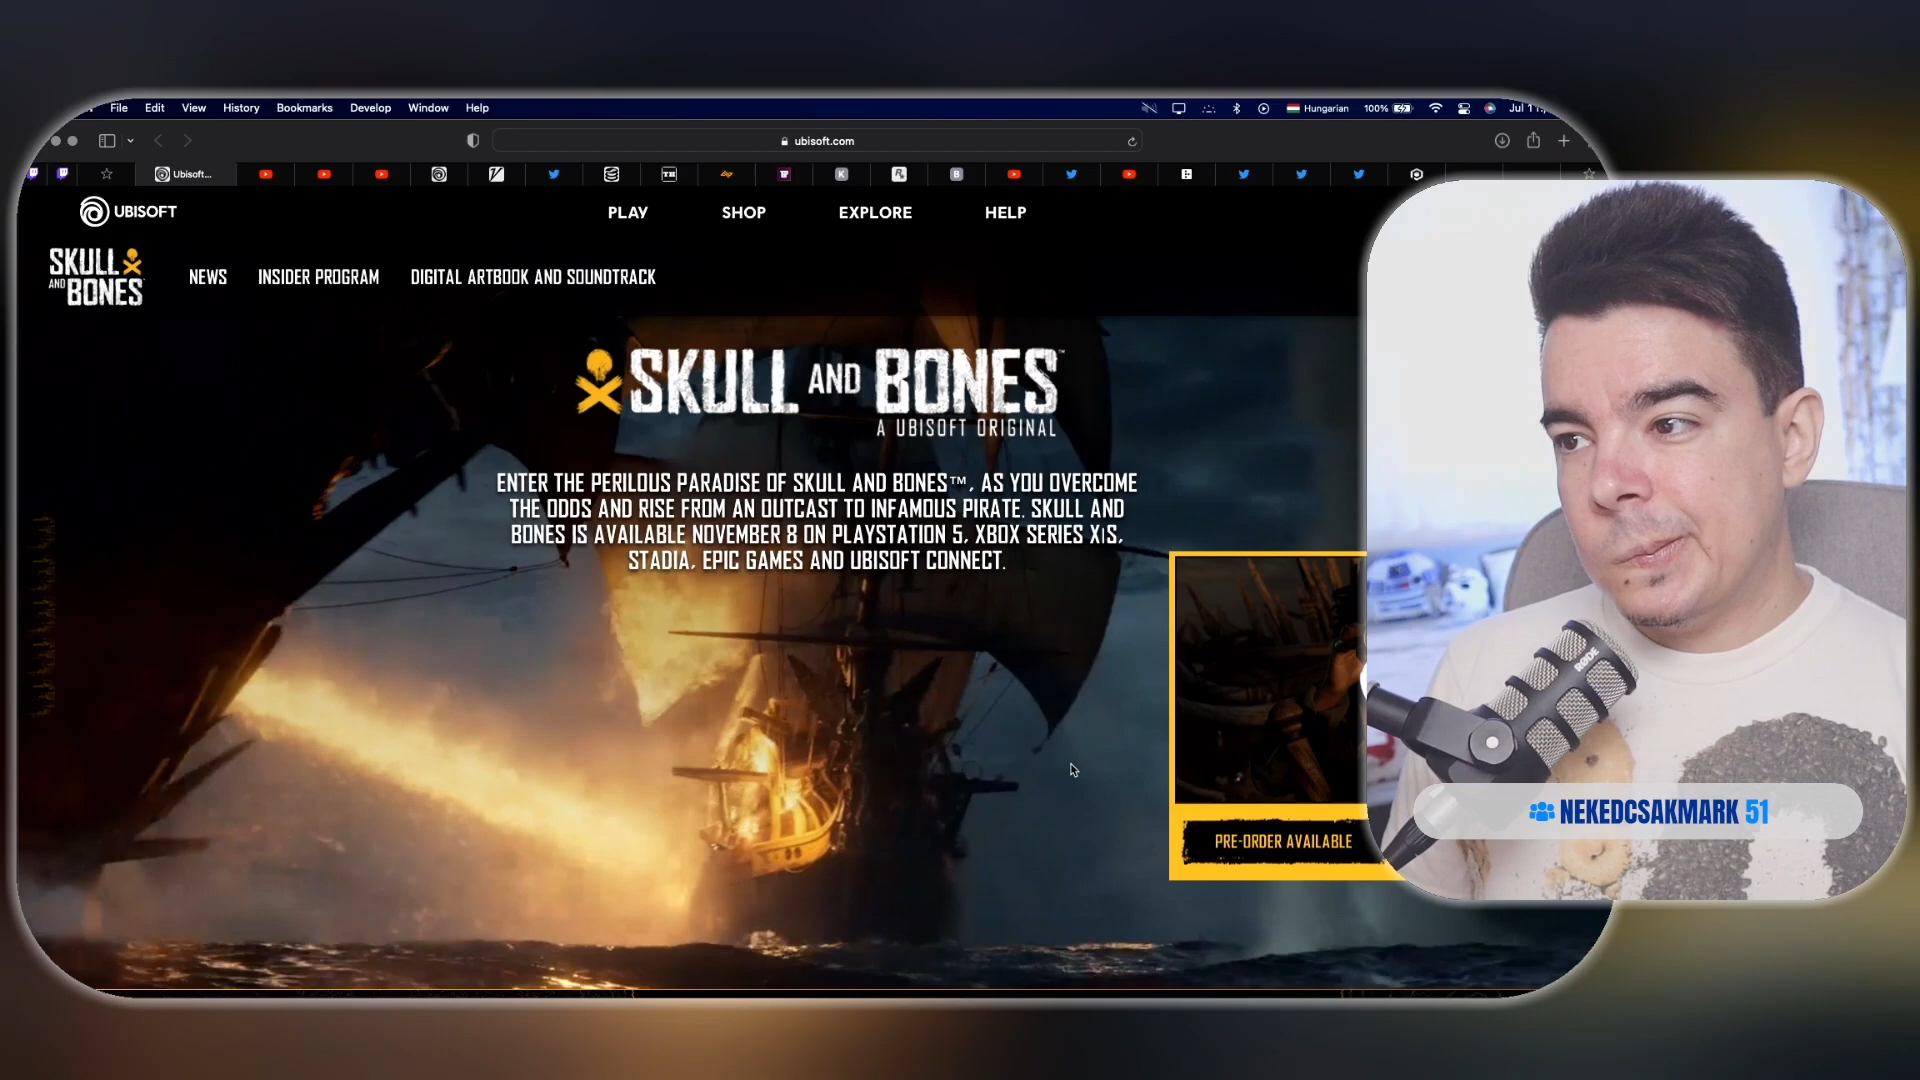 File Edit View History Bookmarks Develop Window Help
Hungarian 100%
ubisoft.com
Ubisoft...
UBISOFT PLAY SHOP EXPLORE HELP
SKULL AND BONES NEWS INSIDER PROGRAM DIGITAL ARTBOOK AND SOUNDTRACK
SKULL AND BONES™
A UBISOFT ORIGINAL
ENTER THE PERILOUS PARADISE OF SKULL AND BONES™, AS YOU OVERCOME
THE ODDS AND RISE FROM AN OUTCAST TO INFAMOUS PIRATE. SKULL AND
BONES IS AVAILABLE NOVEMBER 8 ON PLAYSTATION 5, XBOX SERIES X|S,
STADIA, EPIC GAMES AND UBISOFT CONNECT.
RØDE
NEKEDCSAKMARK 51
PRE-ORDER AVAILABLE